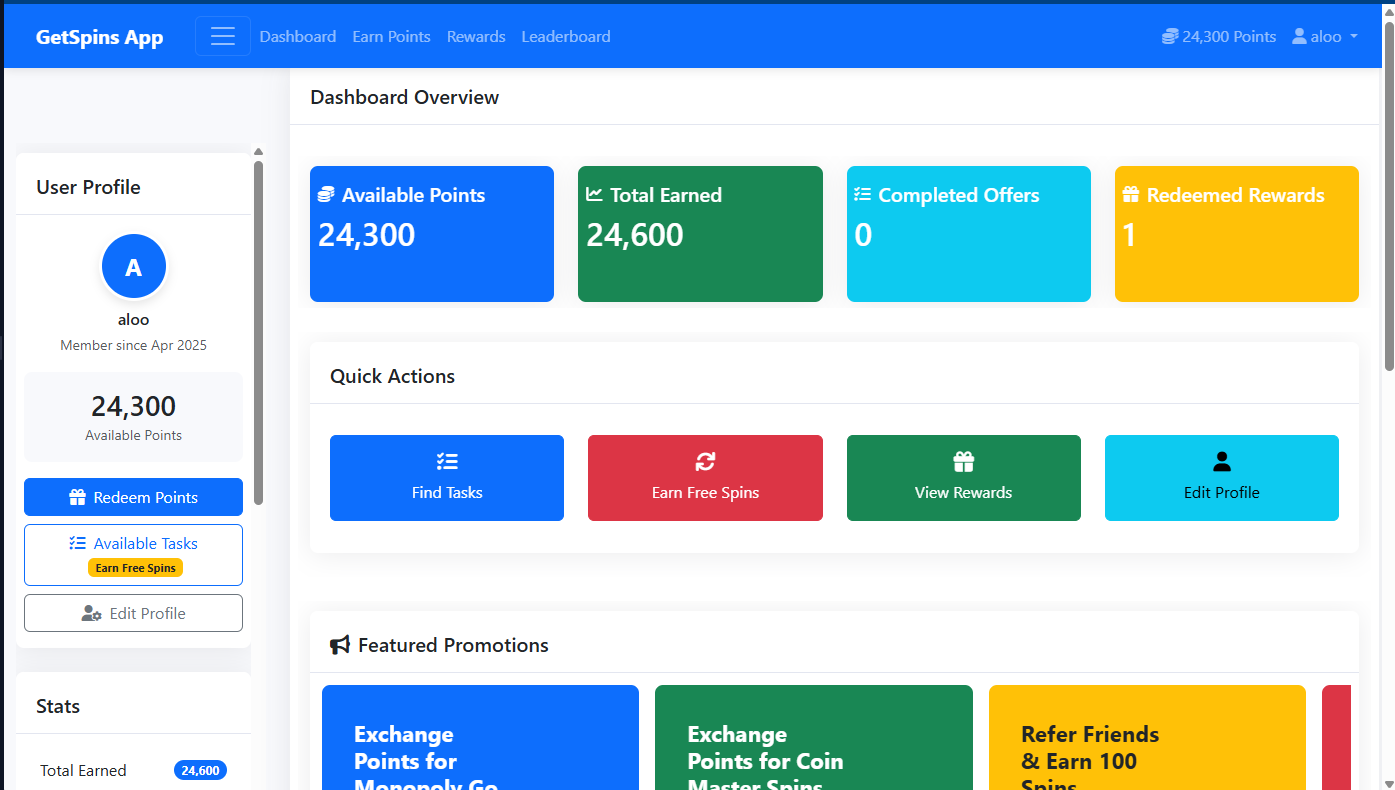 GetSpins App
Dashboard
Earn Points
Rewards
Leaderboard
24,300 Points
aloo
User Profile
A
aloo
Member since Apr 2025
24,300
Available Points
Redeem Points
Available Tasks
Earn Free Spins
Edit Profile
Stats
Total Earned
24,600
Dashboard Overview
Available Points
24,300
Total Earned
24,600
Completed Offers
0
Redeemed Rewards
1
Quick Actions
Find Tasks
Earn Free Spins
View Rewards
Edit Profile
Featured Promotions
Exchange
Points for
Monopoly Go
Exchange
Points for Coin
Master Spins
Refer Friends
& Earn 100
Spins